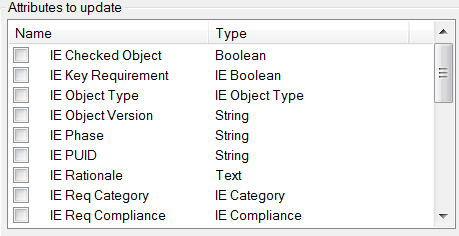 Attributes to update
Name Type
IE Checked Object Boolean
IE Key Requirement IE Boolean
IE Object Type IE Object Type
IE Object Version String
IE Phase String
IE PUID String
IE Rationale Text
IE Req Category IE Category
IE Req Compliance IE Compliance